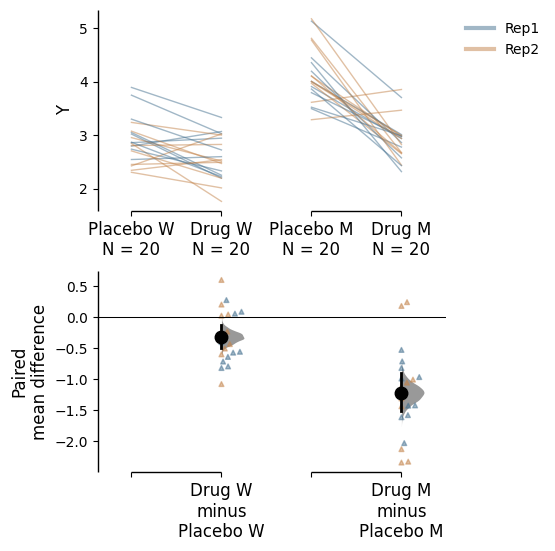 5
4
3
2
Y
Rep1
Rep2
Placebo W
N = 20
Drug W
N = 20
Placebo M
N = 20
Drug M
N = 20
0.5
0.0
−0.5
−1.0
−1.5
−2.0
Paired
mean difference
Drug W
minus
Placebo W
Drug M
minus
Placebo M